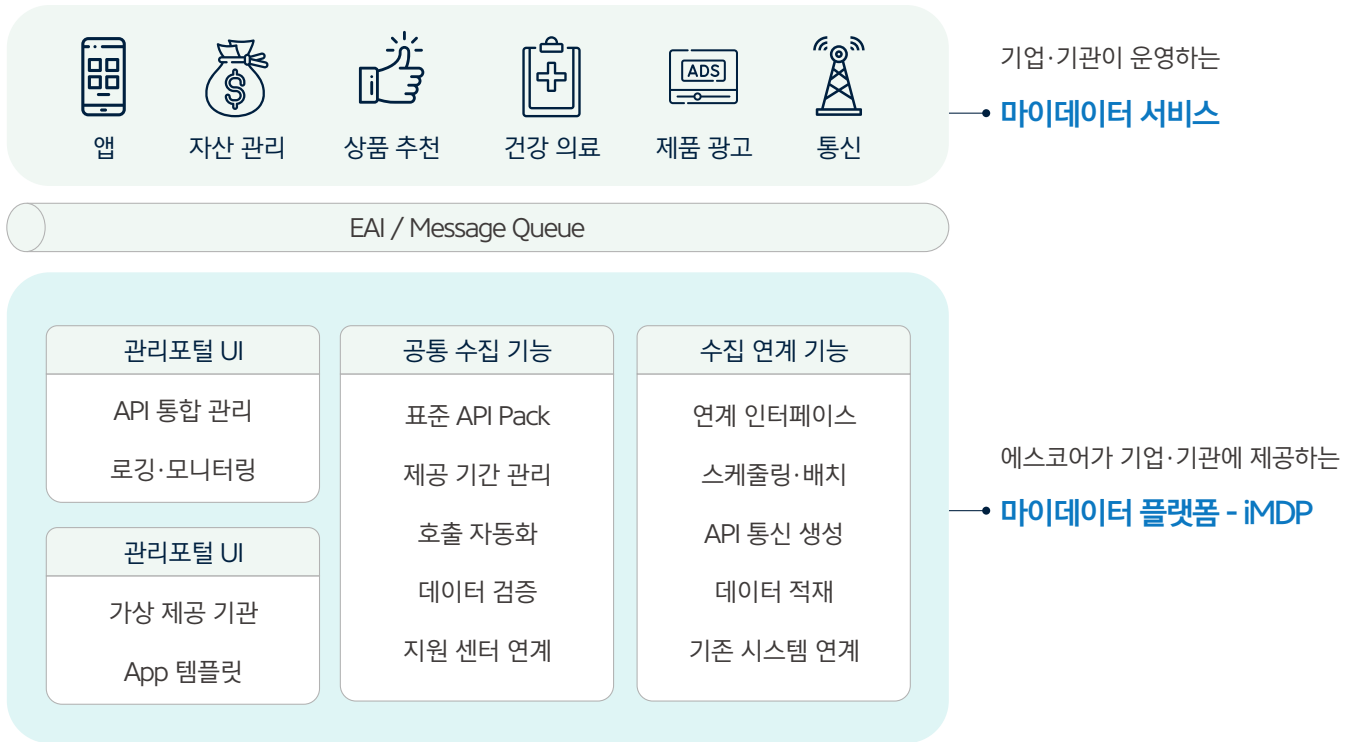 ADS
앱
자산 관리
상품 추천
건강 의료
제품 광고
통신
기업·기관이 운영하는
마이데이터 서비스
EAI / Message Queue
관리포털 UI
API 통합 관리
로깅·모니터링
관리포털 UI
가상 제공 기관
App 템플릿
공통 수집 기능
표준 API Pack
제공 기간 관리
호출 자동화
데이터 검증
지원 센터 연계
수집 연계 기능
연계 인터페이스
스케줄링·배치
API 통신 생성
데이터 적재
기존 시스템 연계
에스코어가 기업·기관에 제공하는
마이데이터 플랫폼 - iMDP